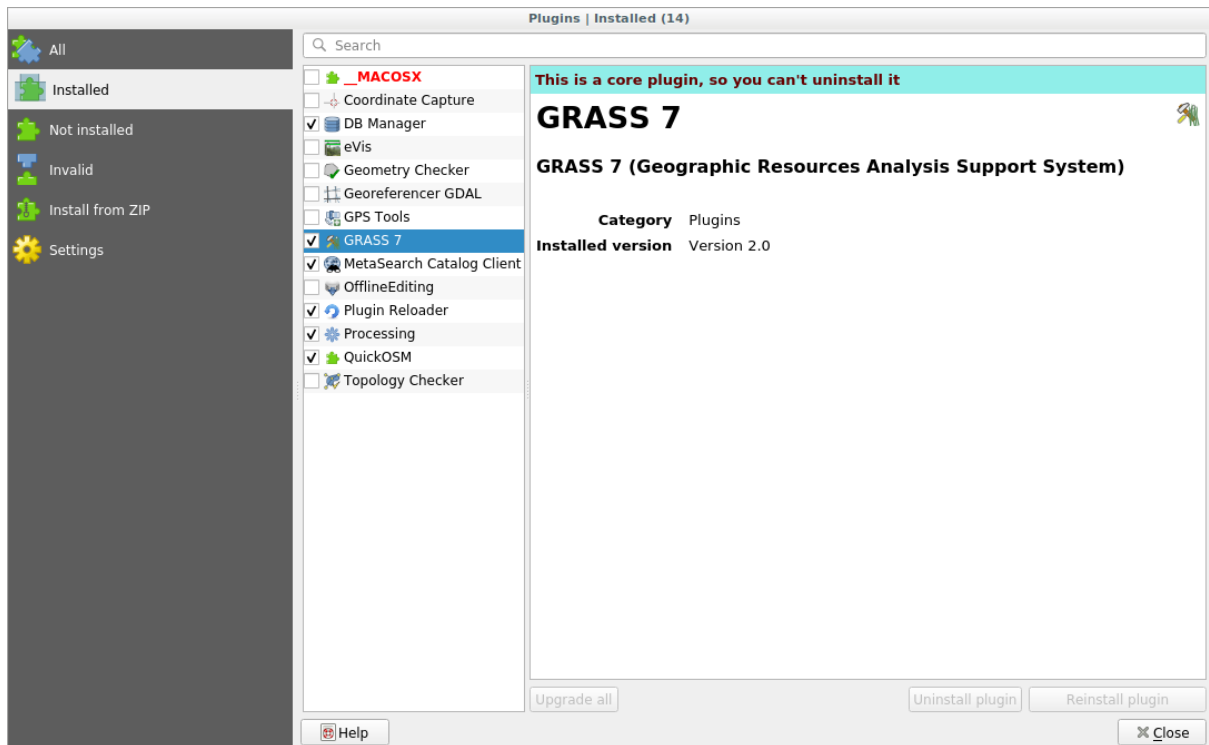 Plugins | Installed (14)
All
Installed
Not installed
Invalid
Install from ZIP
Settings
Search
__MACOSX
Coordinate Capture
DB Manager
eVis
Geometry Checker
Georeferencer GDAL
GPS Tools
GRASS 7
MetaSearch Catalog Client
OfflineEditing
Plugin Reloader
Processing
QuickOSM
Topology Checker
This is a core plugin, so you can't uninstall it
GRASS 7
GRASS 7 (Geographic Resources Analysis Support System)
Category Plugins
Installed version Version 2.0
Upgrade all
Uninstall plugin
Reinstall plugin
Help
Close